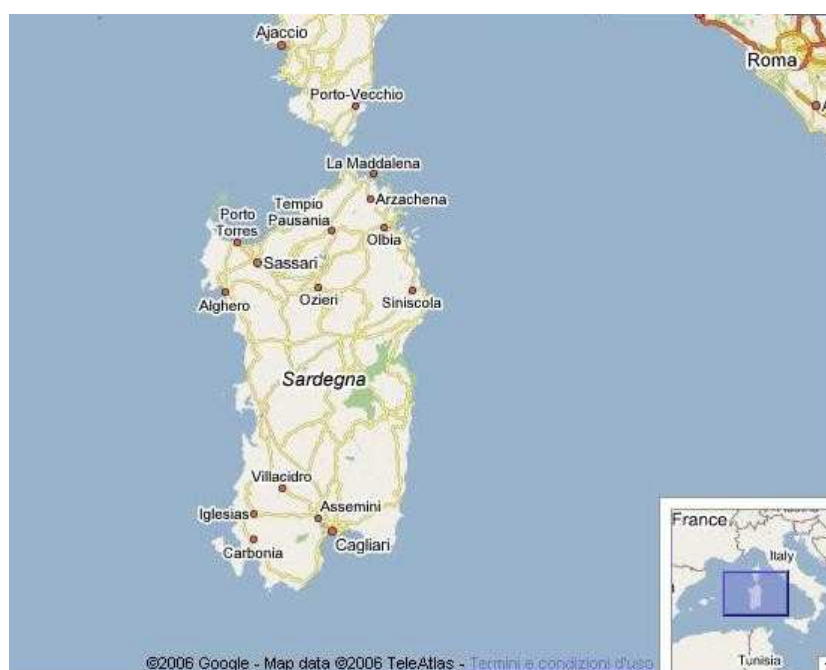 Ajaccio
Roma
Porto-Vecchio
La Maddalena
Arzachena
Tempio
Pausania
Porto
Torres
Olbia
Sassari
Alghero
Ozieri
Siniscola
Sardegna
Villacidro
Iglesias
Assemini
Carbonia
Cagliari
France
Italy
Tunisia
©2006 Google - Map data ©2006 TeleAtlas - Termini e condizioni d'uso